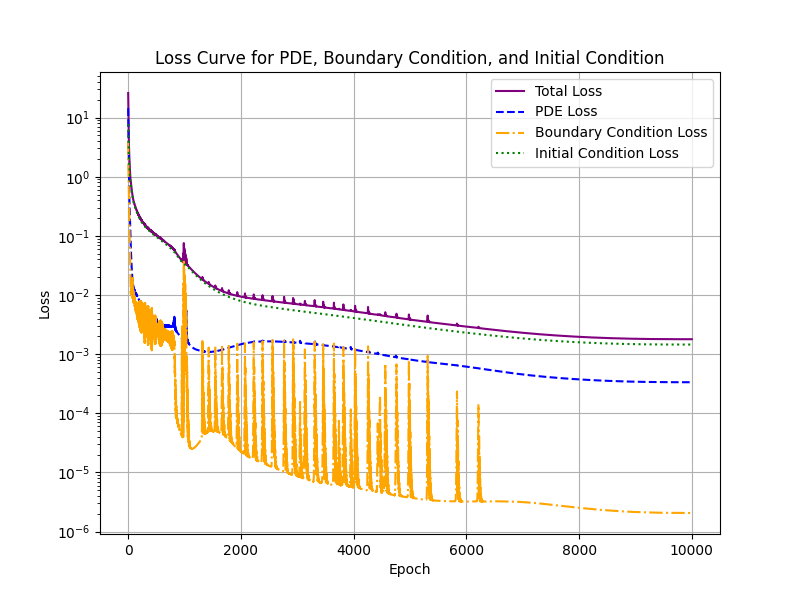 Loss Curve for PDE, Boundary Condition, and Initial Condition
Total Loss
PDE Loss
Boundary Condition Loss
Initial Condition Loss
Loss
10¹
10⁰
10⁻¹
10⁻²
10⁻³
10⁻⁴
10⁻⁵
10⁻⁶
0 2000 4000 6000 8000 10000
Epoch